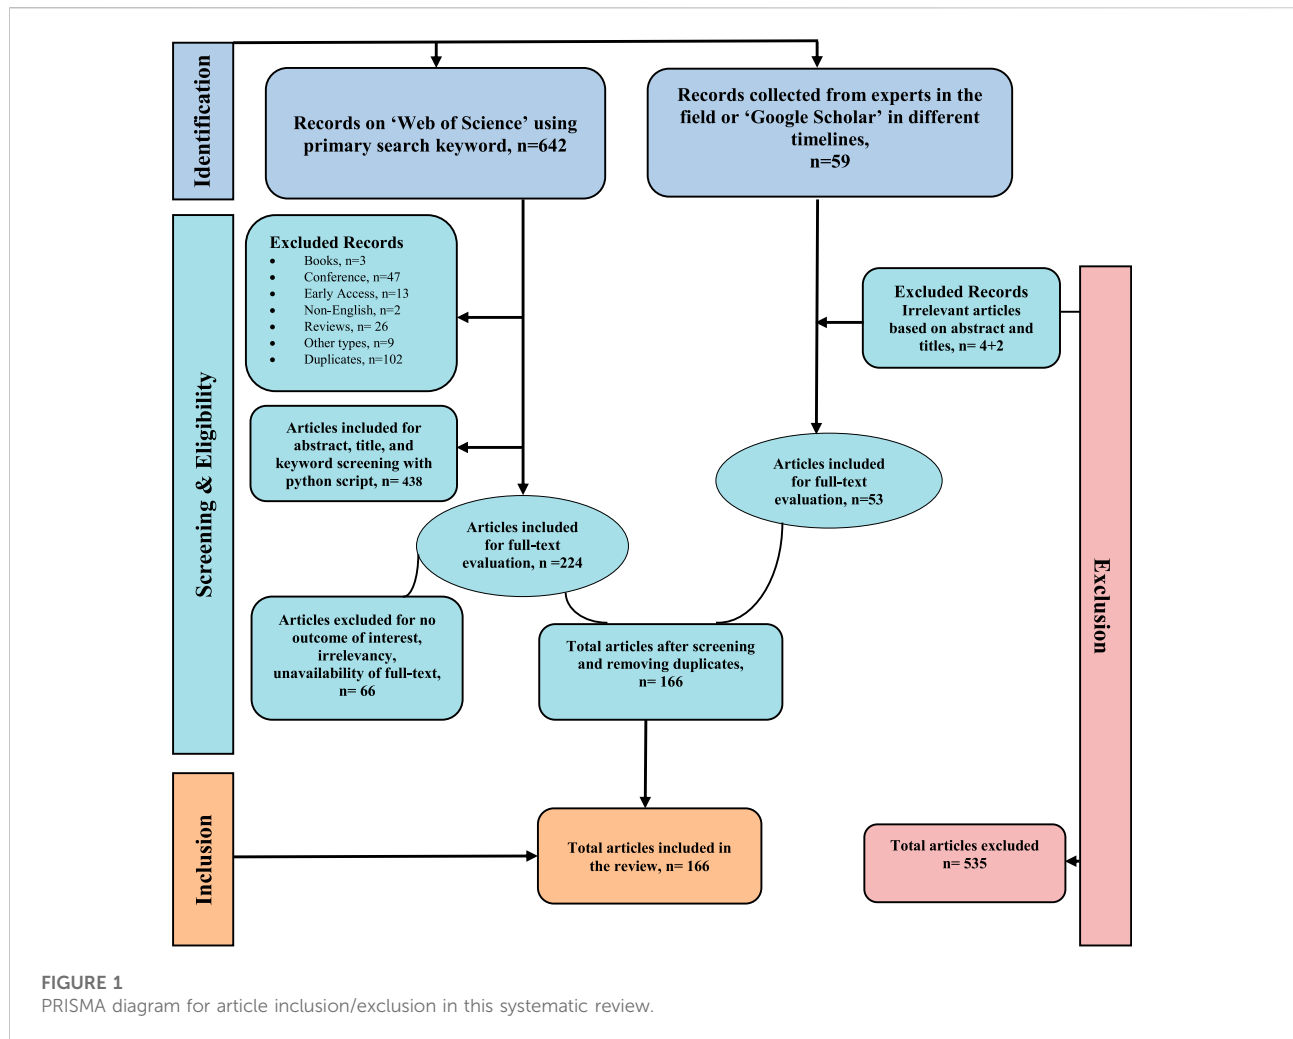 Identification
Records on ‘Web of Science’ using
primary search keyword, n=642
Records collected from experts in the
field or ‘Google Scholar’ in different
timelines,
n=59
Screening & Eligibility
Excluded Records
• Books, n=3
• Conference, n=47
• Early Access, n=13
• Non-English, n=2
• Reviews, n= 26
• Other types, n=9
• Duplicates, n=102
Excluded Records
Irrelevant articles
based on abstract and
titles, n= 4+2
Articles included for
abstract, title, and
keyword screening with
python script, n= 438
Articles included
for full-text
evaluation, n=53
Articles included
for full-text
evaluation, n =224
Articles excluded for no
outcome of interest,
irrelevancy,
unavailability of full-text,
n= 66
Total articles after screening
and removing duplicates,
n= 166
Exclusion
Inclusion
Total articles included in
the review, n= 166
Total articles excluded
n= 535
FIGURE 1
PRISMA diagram for article inclusion/exclusion in this systematic review.